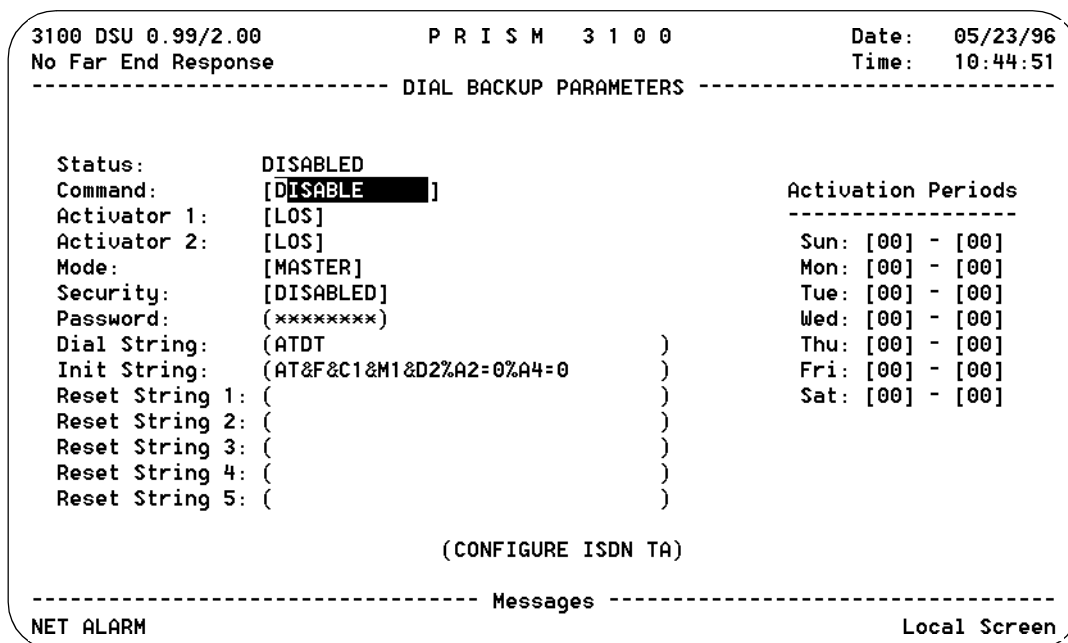 3100 DSU 0.99/2.00 P R I S M 3 1 0 0 Date: 05/23/96
No Far End Response Time: 10:44:51
---------------------------- DIAL BACKUP PARAMETERS ----------------------------
Status: DISABLED
Command: [DISABLE ] Activation Periods
Activator 1: [LOS] ------------------
Activator 2: [LOS] Sun: [00] - [00]
Mode: [MASTER] Mon: [00] - [00]
Security: [DISABLED] Tue: [00] - [00]
Password: (********) Wed: [00] - [00]
Dial String: (ATDT ) Thu: [00] - [00]
Init String: (AT&F&C1&M1&D2%A2=0%A4=0 ) Fri: [00] - [00]
Reset String 1: ( ) Sat: [00] - [00]
Reset String 2: ( )
Reset String 3: ( )
Reset String 4: ( )
Reset String 5: ( )
(CONFIGURE ISDN TA)
----------------------------------- Messages -----------------------------------
NET ALARM Local Screen